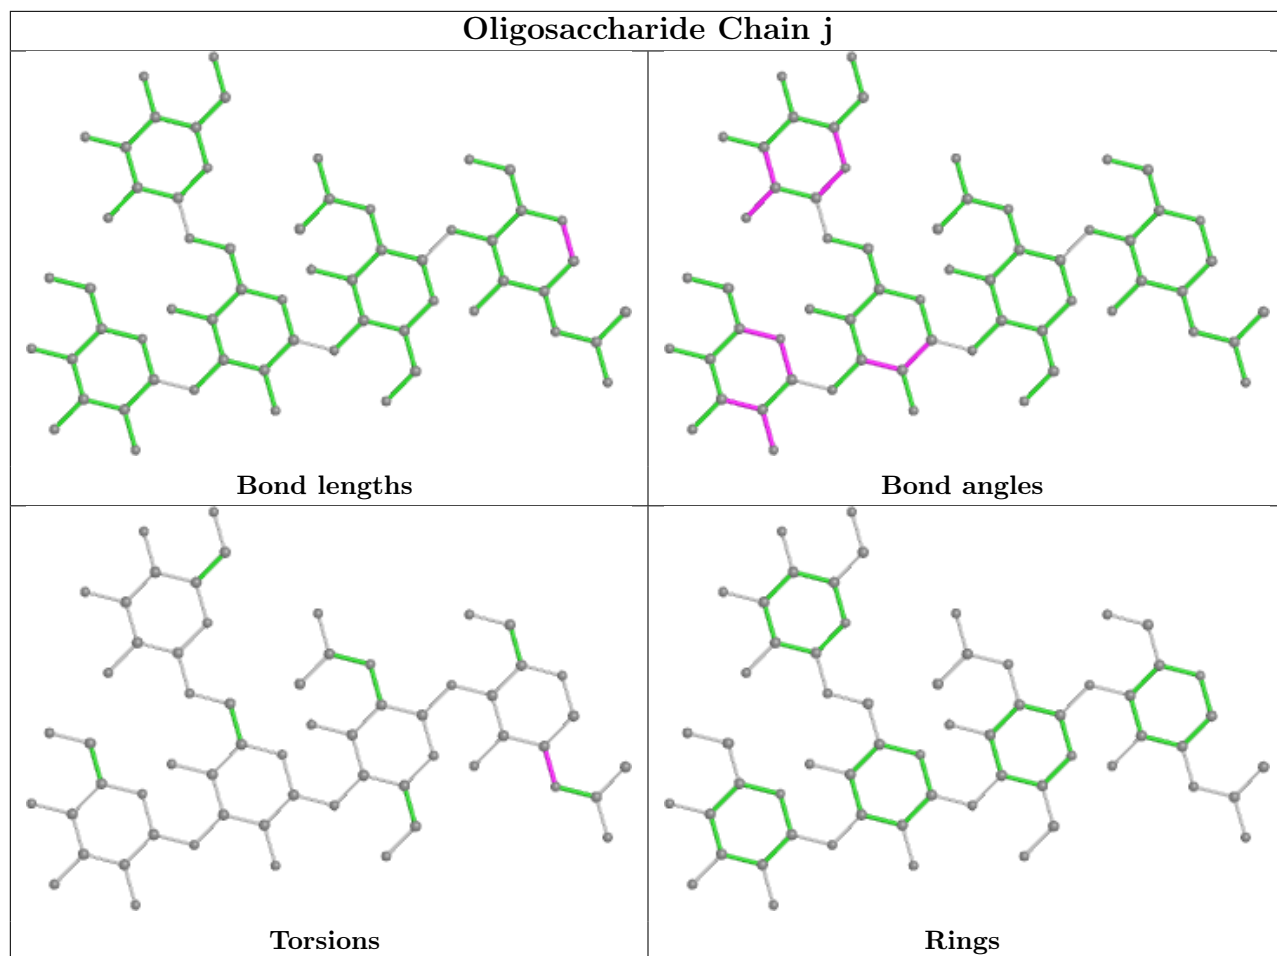 Oligosaccharide Chain j
Bond lengths
Bond angles
Torsions
Rings